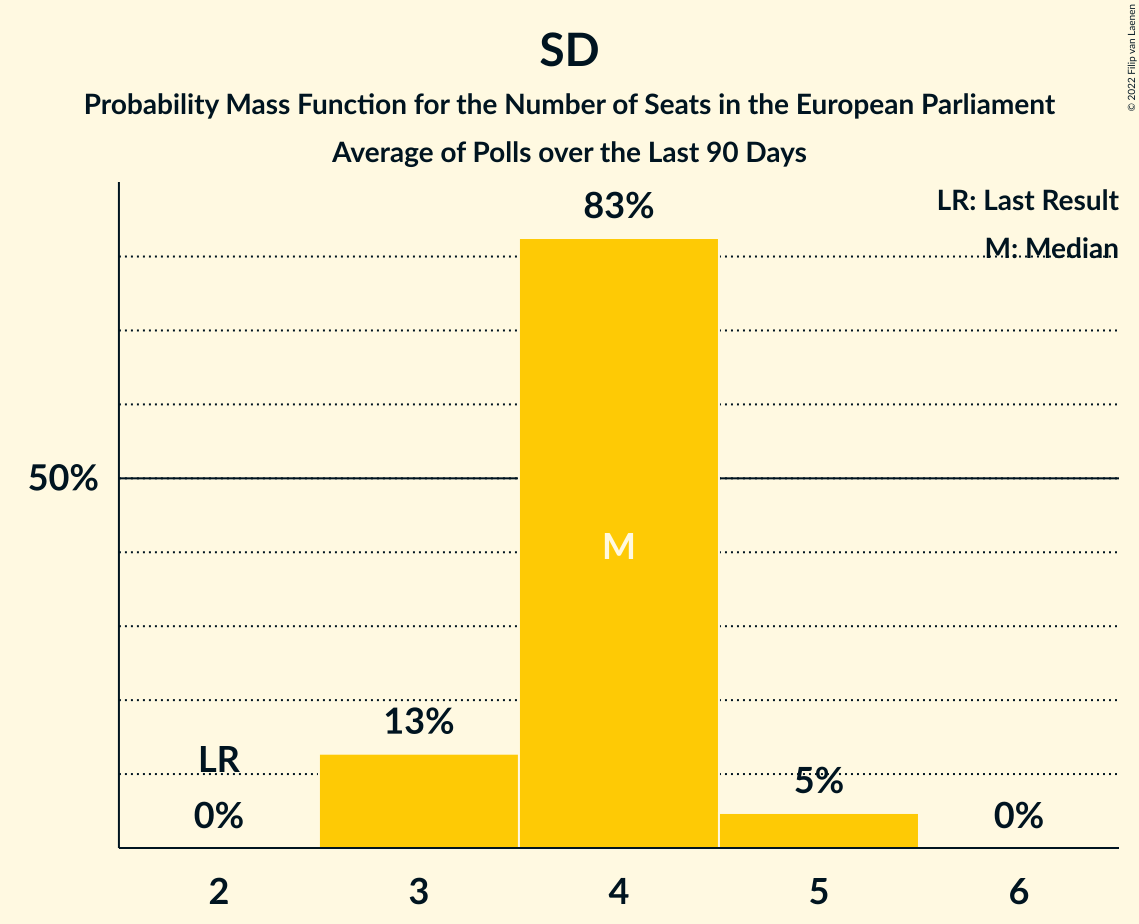 SD
Probability Mass Function for the Number of Seats in the European Parliament
Average of Polls over the Last 90 Days
© 2022 Filip van Laenen
LR: Last Result
M: Median
83%
50%
M
13%
LR
5%
0%
0%
2 3 4 5 6